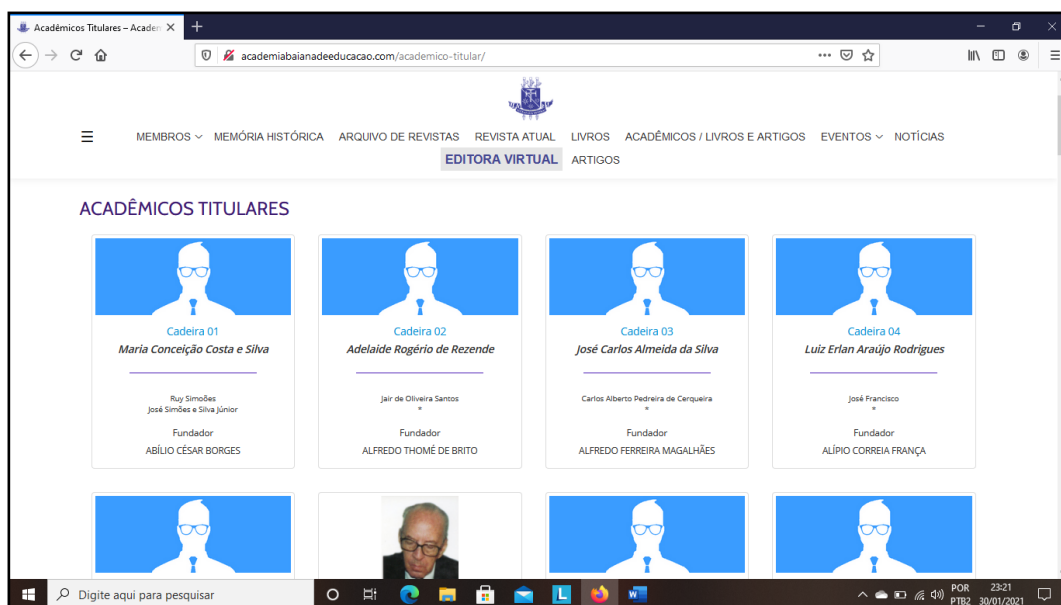 Acadêmicos Titulares – Academ
academiabaianadeeducacao.com/academico-titular/
MEMBROS MEMÓRIA HISTÓRICA ARQUIVO DE REVISTAS REVISTA ATUAL LIVROS ACADÊMICOS / LIVROS E ARTIGOS EVENTOS NOTÍCIAS
EDITORA VIRTUAL ARTIGOS
ACADÊMICOS TITULARES
Cadeira 01
Maria Conceição Costa e Silva
Ruy Simões
José Simões e Silva Júnior
Fundador
ABÍLIO CÉSAR BORGES
Cadeira 02
Adelaide Rogério de Rezende
Jair de Oliveira Santos
*
Fundador
ALFREDO THOMÉ DE BRITO
Cadeira 03
José Carlos Almeida da Silva
Carlos Alberto Pedreira de Cerqueira
*
Fundador
ALFREDO FERREIRA MAGALHÃES
Cadeira 04
Luiz Erlan Araújo Rodrigues
José Francisco
*
Fundador
ALÍPIO CORREIA FRANÇA
Digite aqui para pesquisar
POR 23:21
PTB2 30/01/2021